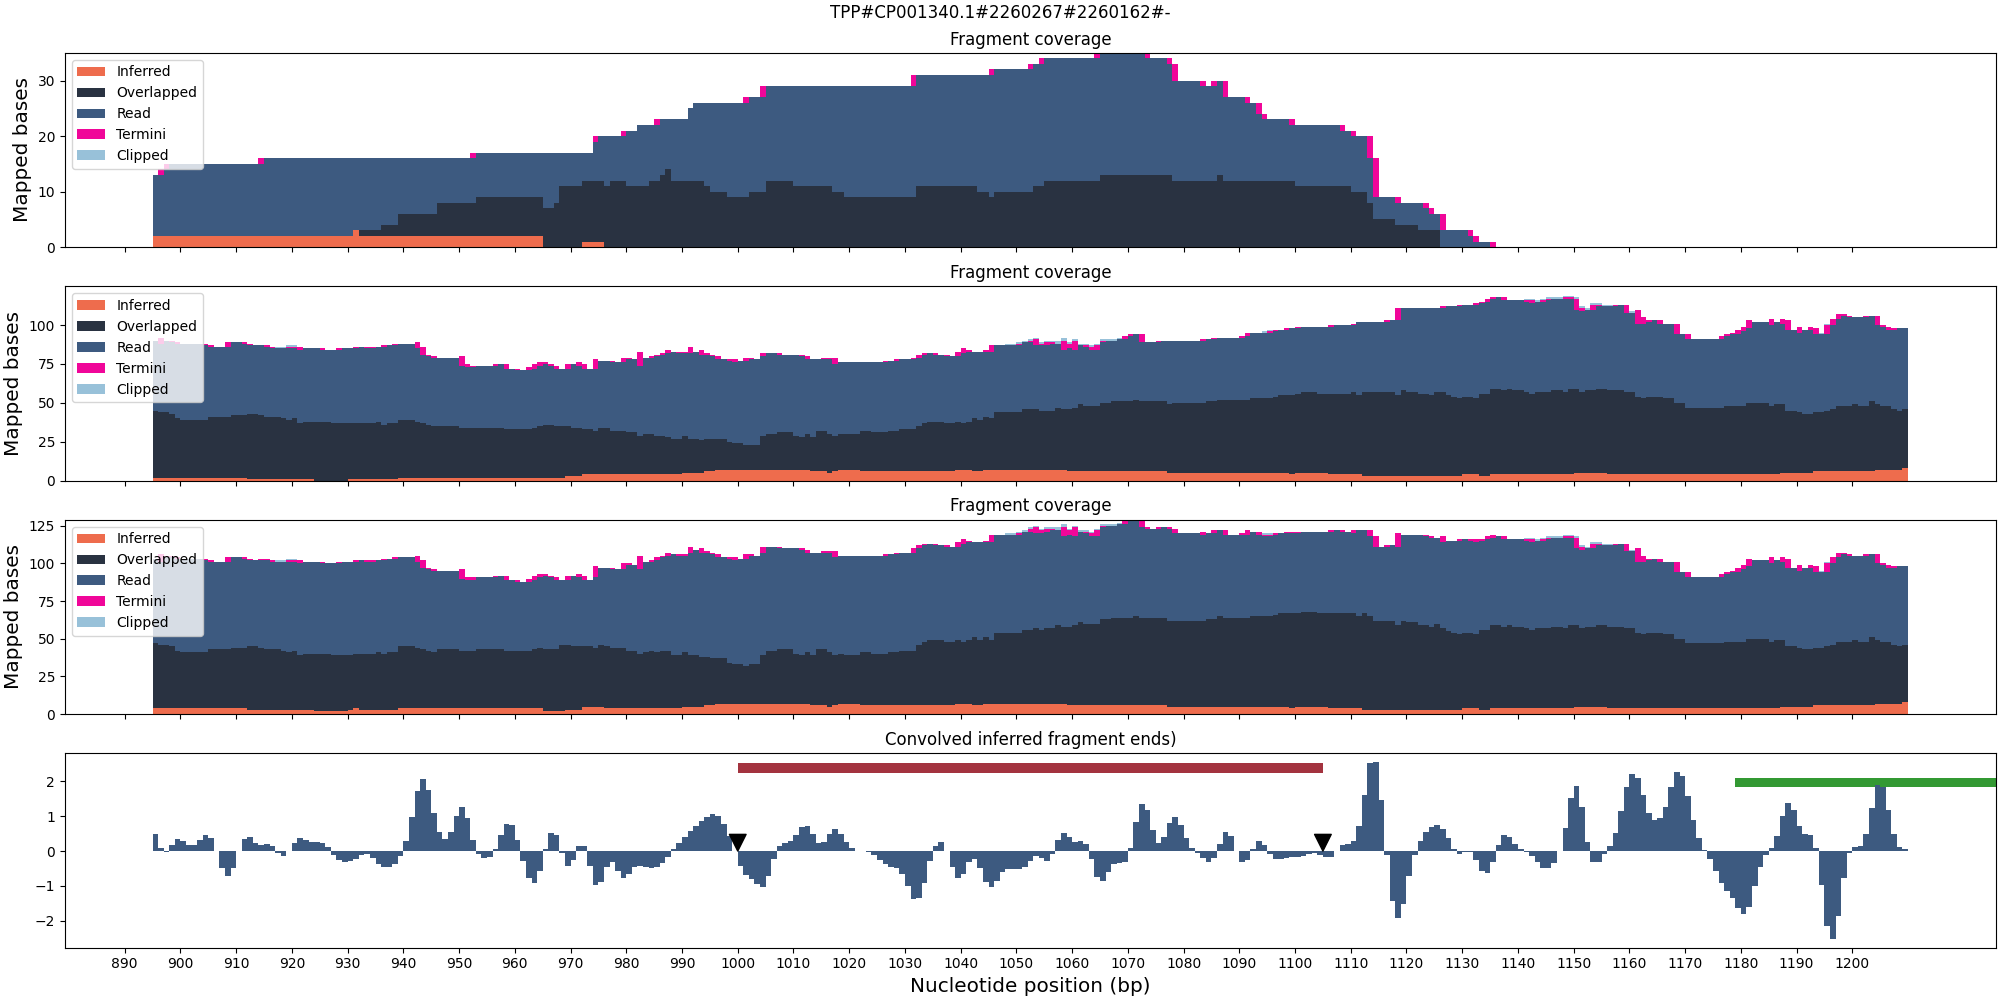 TPP#CP001340.1#2260267#2260162#-
Fragment coverage
Mapped bases
30
20
10
0
Inferred
Overlapped
Read
Termini
Clipped
Fragment coverage
Mapped bases
100
75
50
25
0
Inferred
Overlapped
Read
Termini
Clipped
Fragment coverage
Mapped bases
125
100
75
50
25
0
Inferred
Overlapped
Read
Termini
Clipped
Convolved inferred fragment ends)
2
1
0
−1
−2
890 900 910 920 930 940 950 960 970 980 990 1000 1010 1020 1030 1040 1050 1060 1070 1080 1090 1100 1110 1120 1130 1140 1150 1160 1170 1180 1190 1200
Nucleotide position (bp)